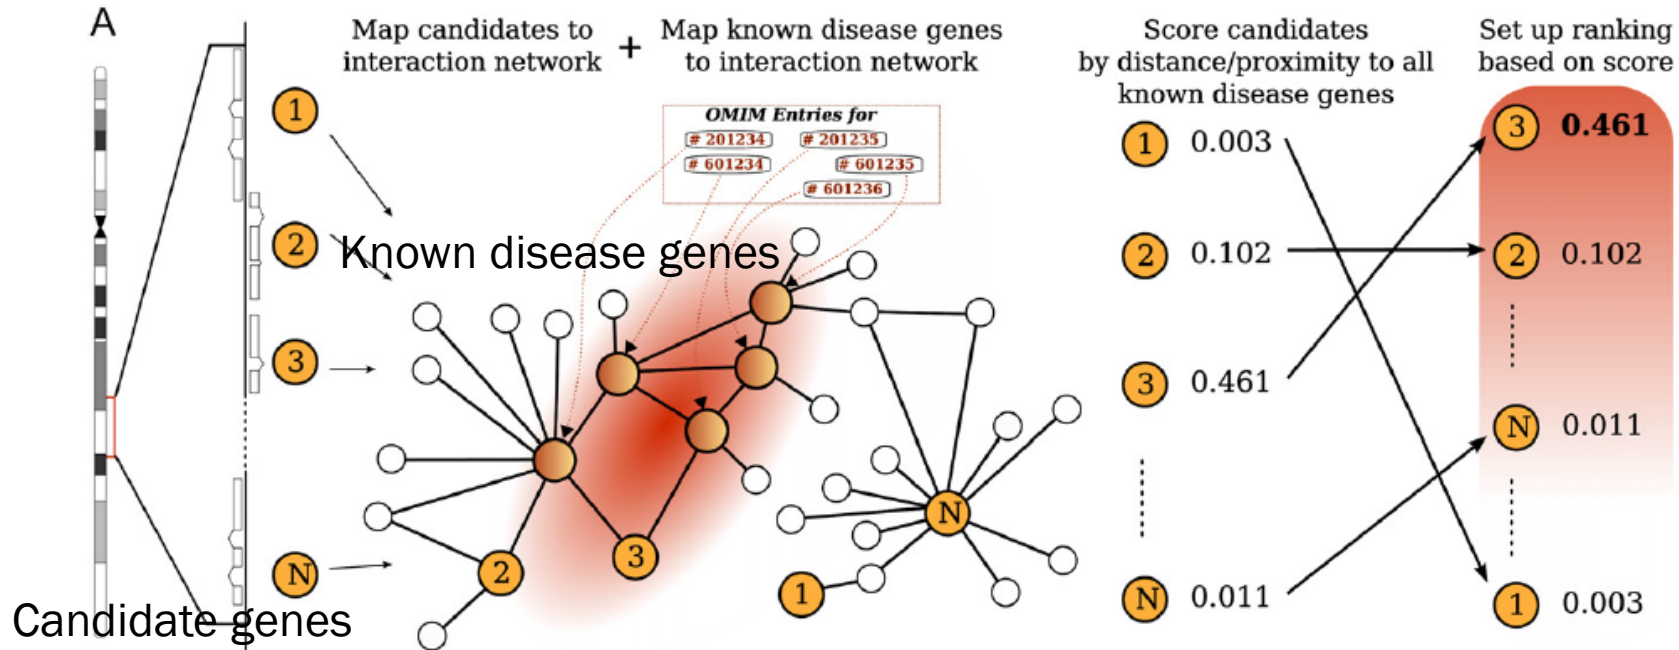 A
Map candidates to
interaction network
+
Map known disease genes
to interaction network
Score candidates
by distance/proximity to all
known disease genes
Set up ranking
based on score
OMIM Entries for
# 201234
# 201235
# 601234
# 601235
# 601236
1
2
3
N
Known disease genes
Candidate genes
2
3
1
N
1 0.003
2 0.102
3 0.461
N 0.011
3 0.461
2 0.102
N 0.011
1 0.003